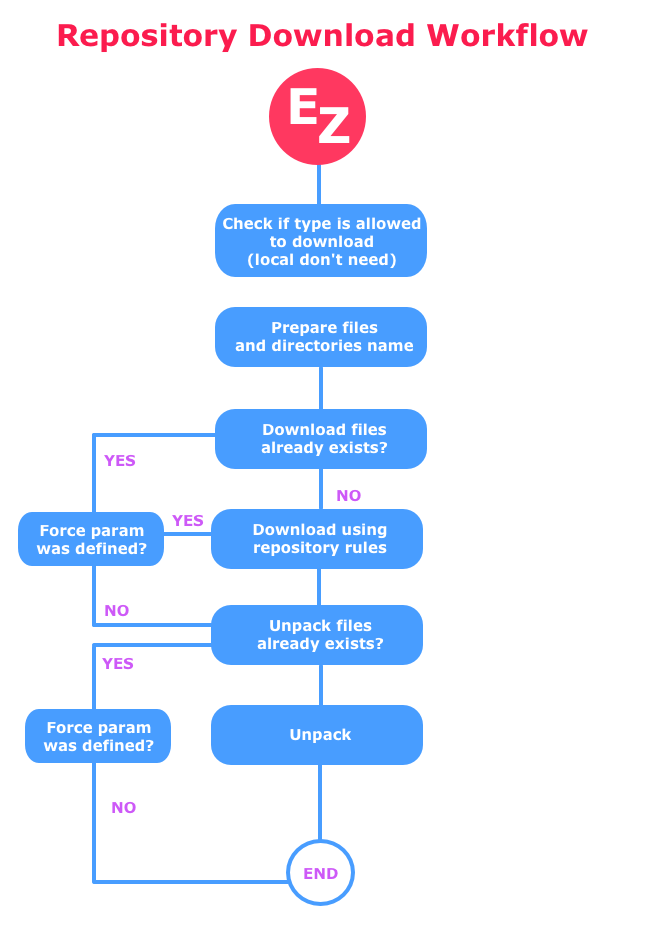 Repository Download Workflow
EZ
Check if type is allowed
to download
(local don't need)
Prepare files
and directories name
Download files
already exists?
YES
NO
Force param
was defined?
YES
Download using
repository rules
NO
Unpack files
already exists?
YES
Force param
was defined?
Unpack
NO
END